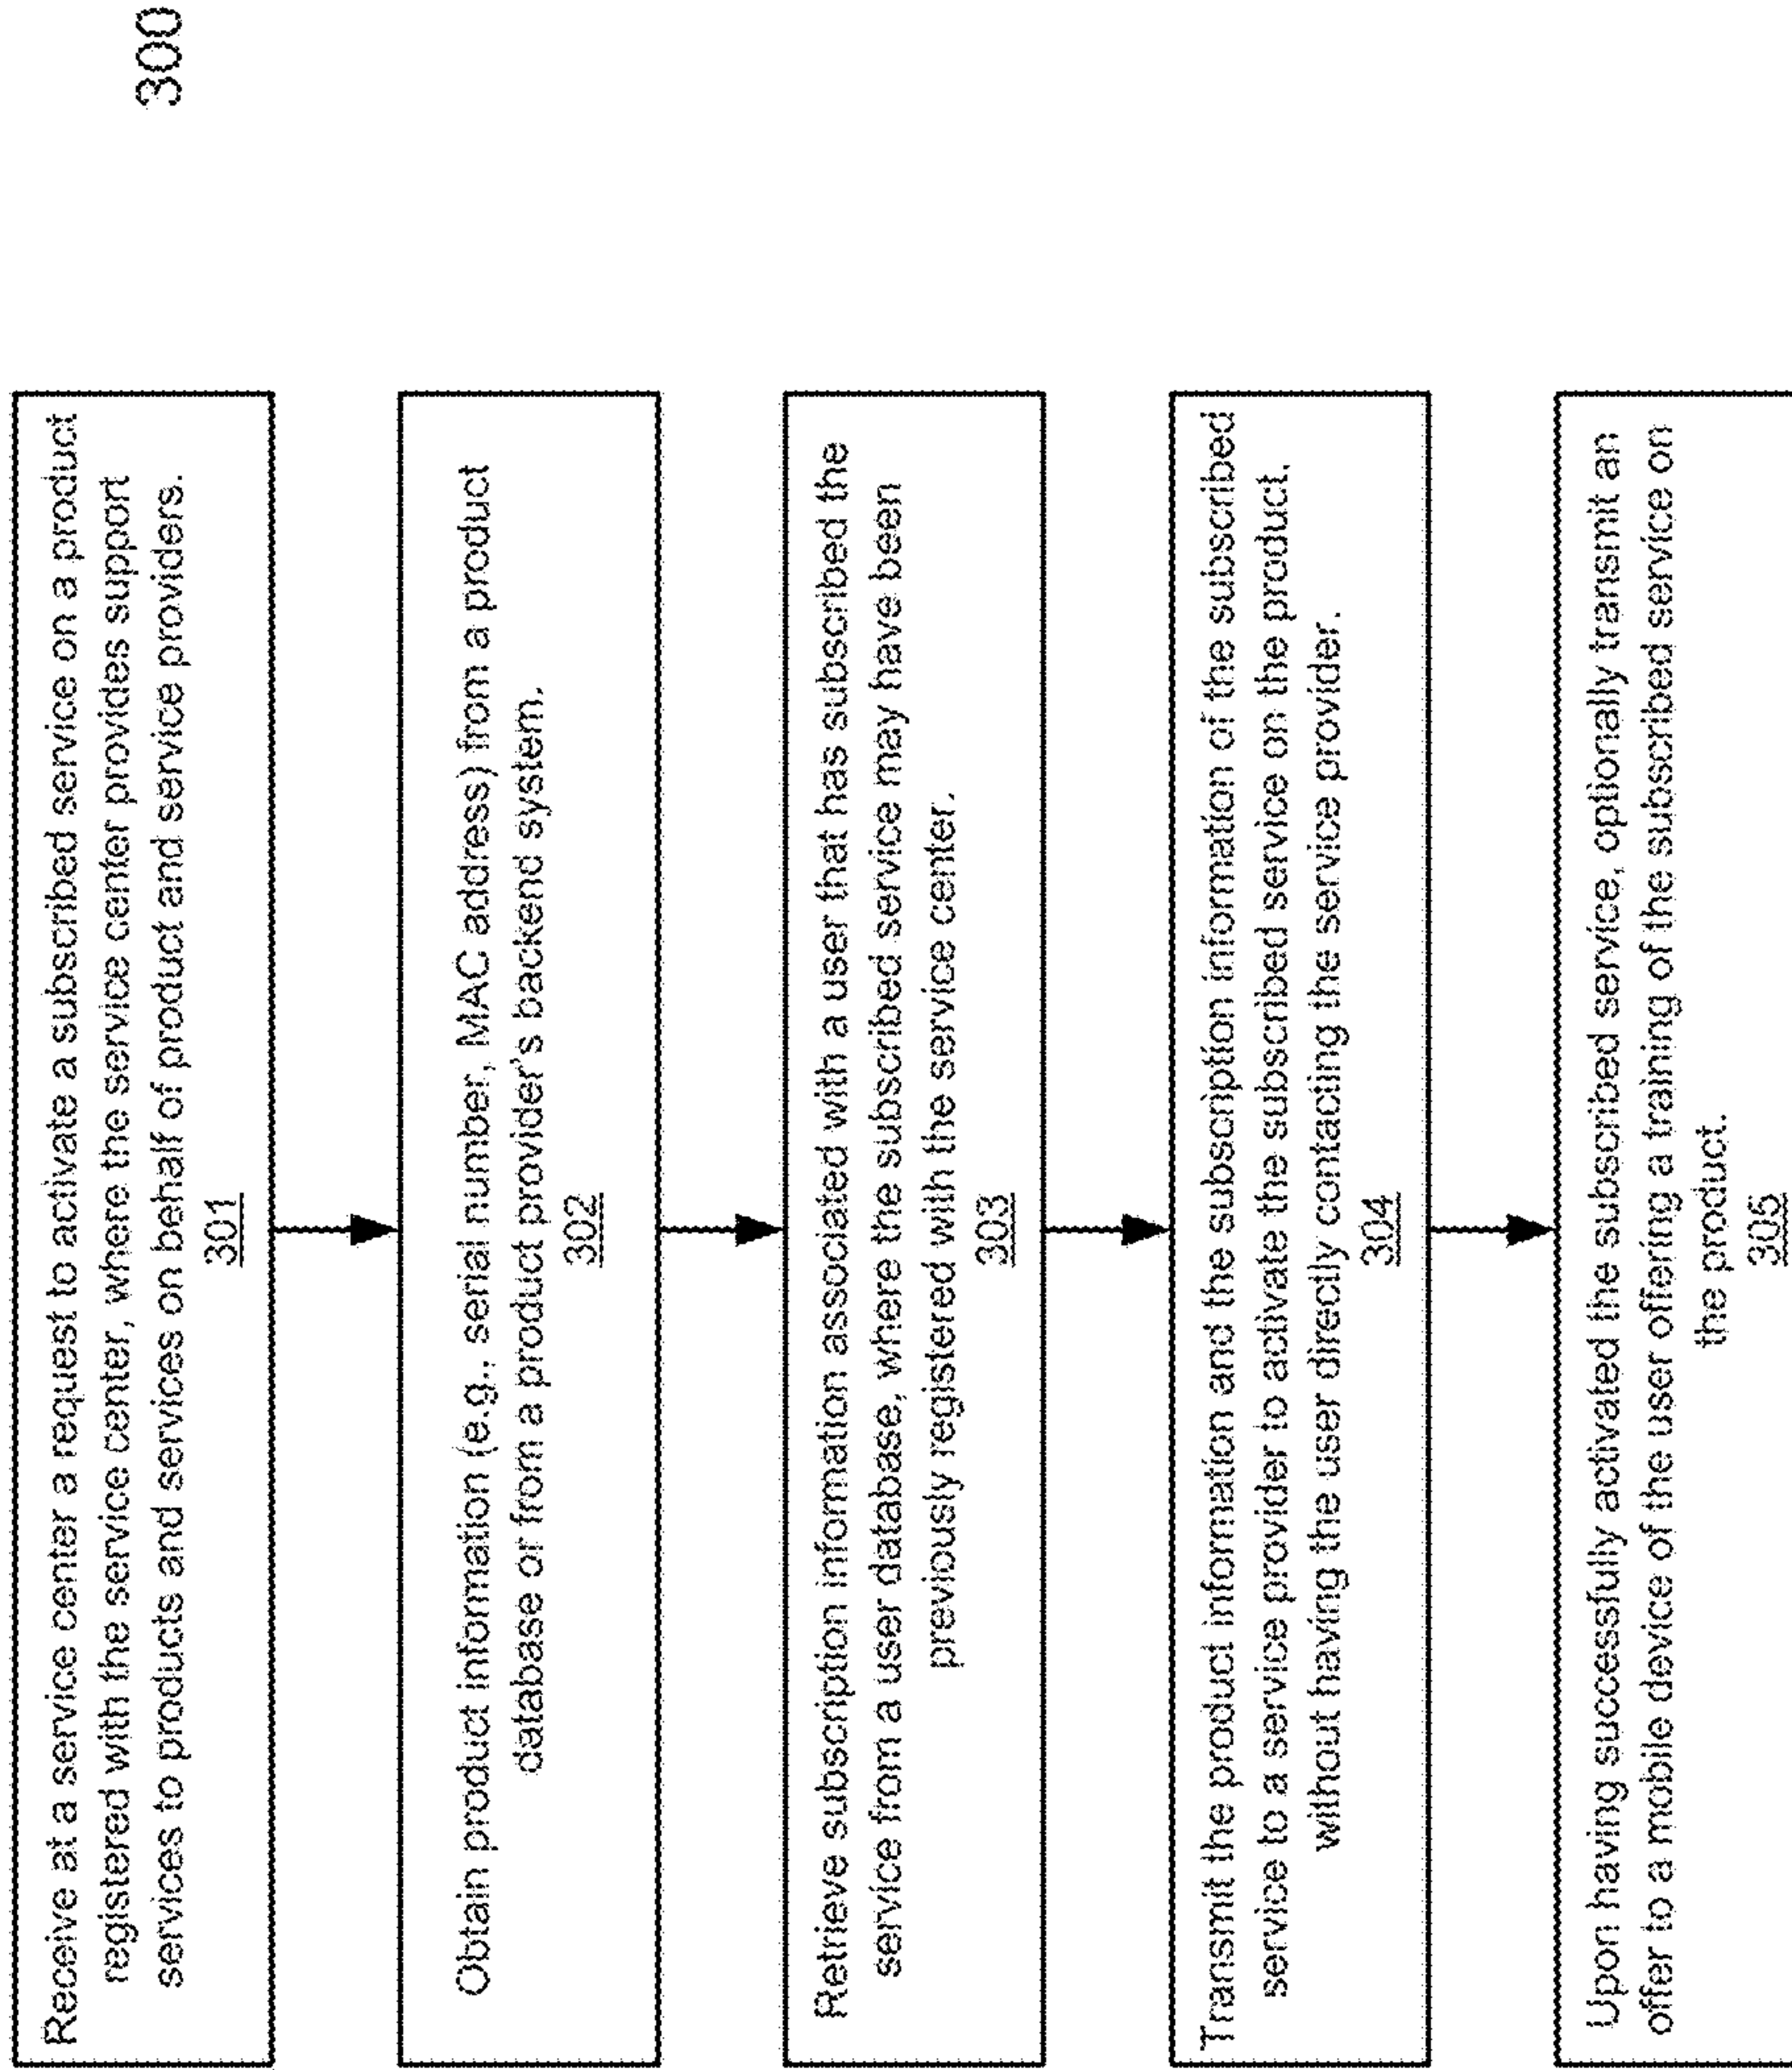 300
Receive at a service center a request to activate a subscribed service on a product
registered with the service center, where the service center provides support
services to products and services on behalf of product and service providers.
301
Obtain product information (e.g., serial number, MAC address) from a product
database or from a product provider's backend system.
302
Retrieve subscription information associated with a user that has subscribed the
service from a user database, where the subscribed service may have been
previously registered with the service center.
303
Transmit the product information and the subscription information of the subscribed
service to a service provider to activate the subscribed service on the product,
without having the user directly contacting the service provider.
304
Upon having successfully activated the subscribed service, optionally transmit an
offer to a mobile device of the user offering a training of the subscribed service on
the product.
305